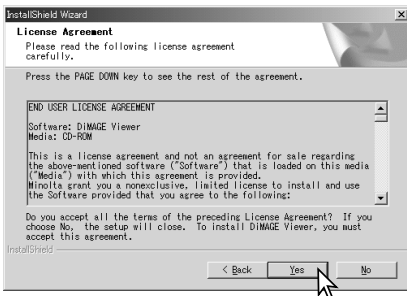 InstallShield Wizard
License Agreement
Please read the following license agreement
carefully.
Press the PAGE DOWN key to see the rest of the agreement.
END USER LICENSE AGREEMENT
Software: DiMAGE Viewer
Media: CD-ROM
This is a license agreement and not an agreement for sale regarding
the above-mentioned software ("Software") that is loaded on this media
("Media") with which this agreement is provided.
Minolta grant you a nonexclusive, limited license to install and use
the Software provided that you agree to the following:
Do you accept all the terms of the preceding License Agreement? If you
choose No, the setup will close. To install DiMAGE Viewer, you must
accept this agreement.
InstallShield
< Back
Yes
No